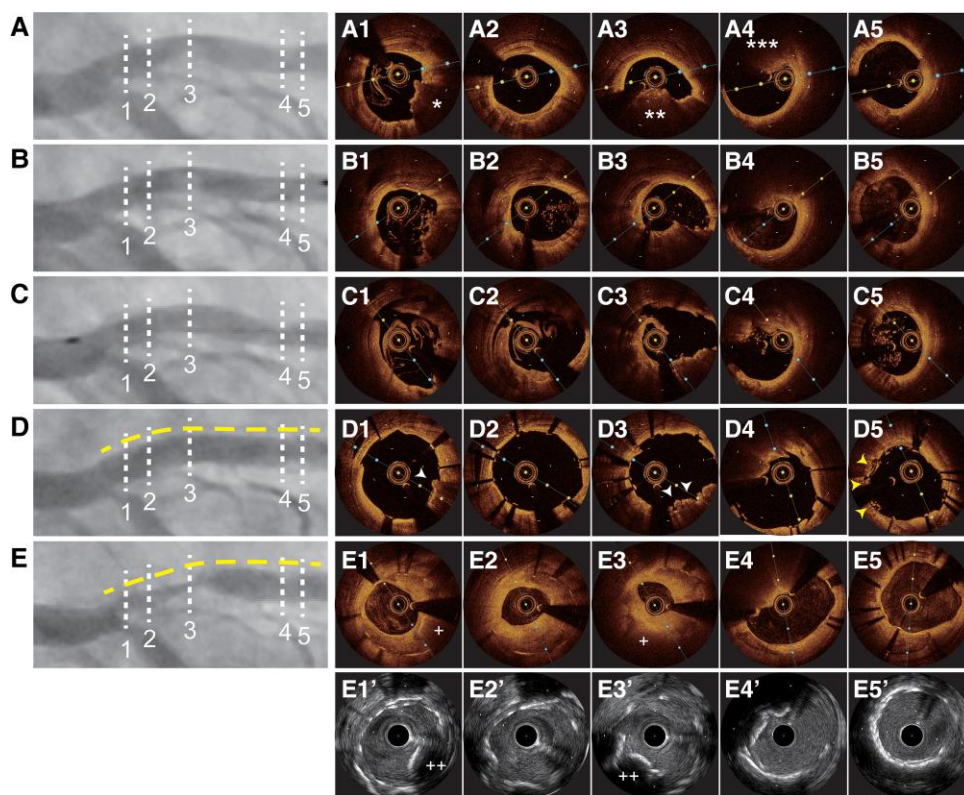 A
1 2 3 4 5
A1 A2 A3 A4 A5
* ** ***
B
1 2 3 4 5
B1 B2 B3 B4 B5
C
1 2 3 4 5
C1 C2 C3 C4 C5
D
1 2 3 4 5
D1 D2 D3 D4 D5
E
1 2 3 4 5
E1 E2 E3 E4 E5
+ +
E1’ E2’ E3’ E4’ E5’
++ ++